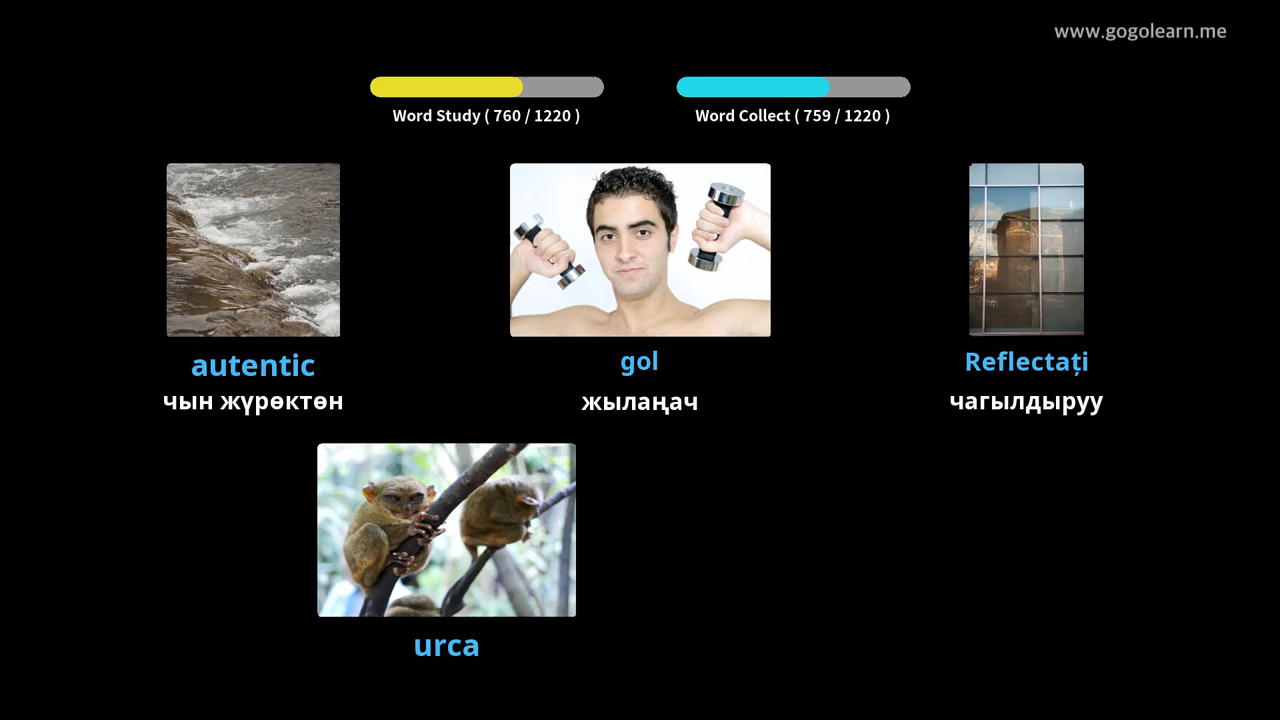 www.gogolearn.me
Word Study ( 760 / 1220 )
Word Collect ( 759 / 1220 )
autentic
чын жүрөктөн
gol
жылаңач
Reflectați
чагылдыруу
urca